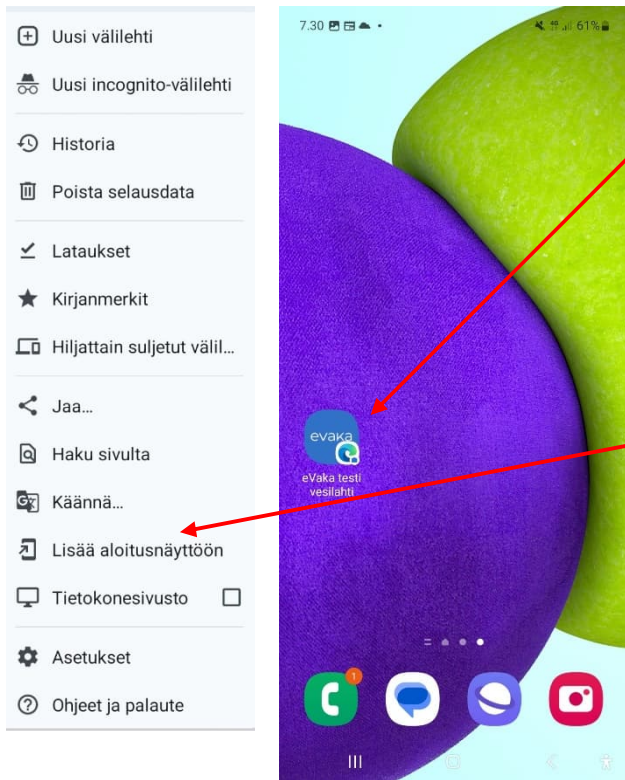 Uusi välilehti
Uusi incognito-välilehti
Historia
Poista selausdata
Lataukset
Kirjanmerkit
Hiljattain suljetut välil...
Jaa...
Haku sivulta
Käännä...
Lisää aloitusnäyttöön
Tietokonesivusto
Asetukset
Ohjeet ja palaute
7.30
61%
evaka
eVaka testi
vesilahti
1